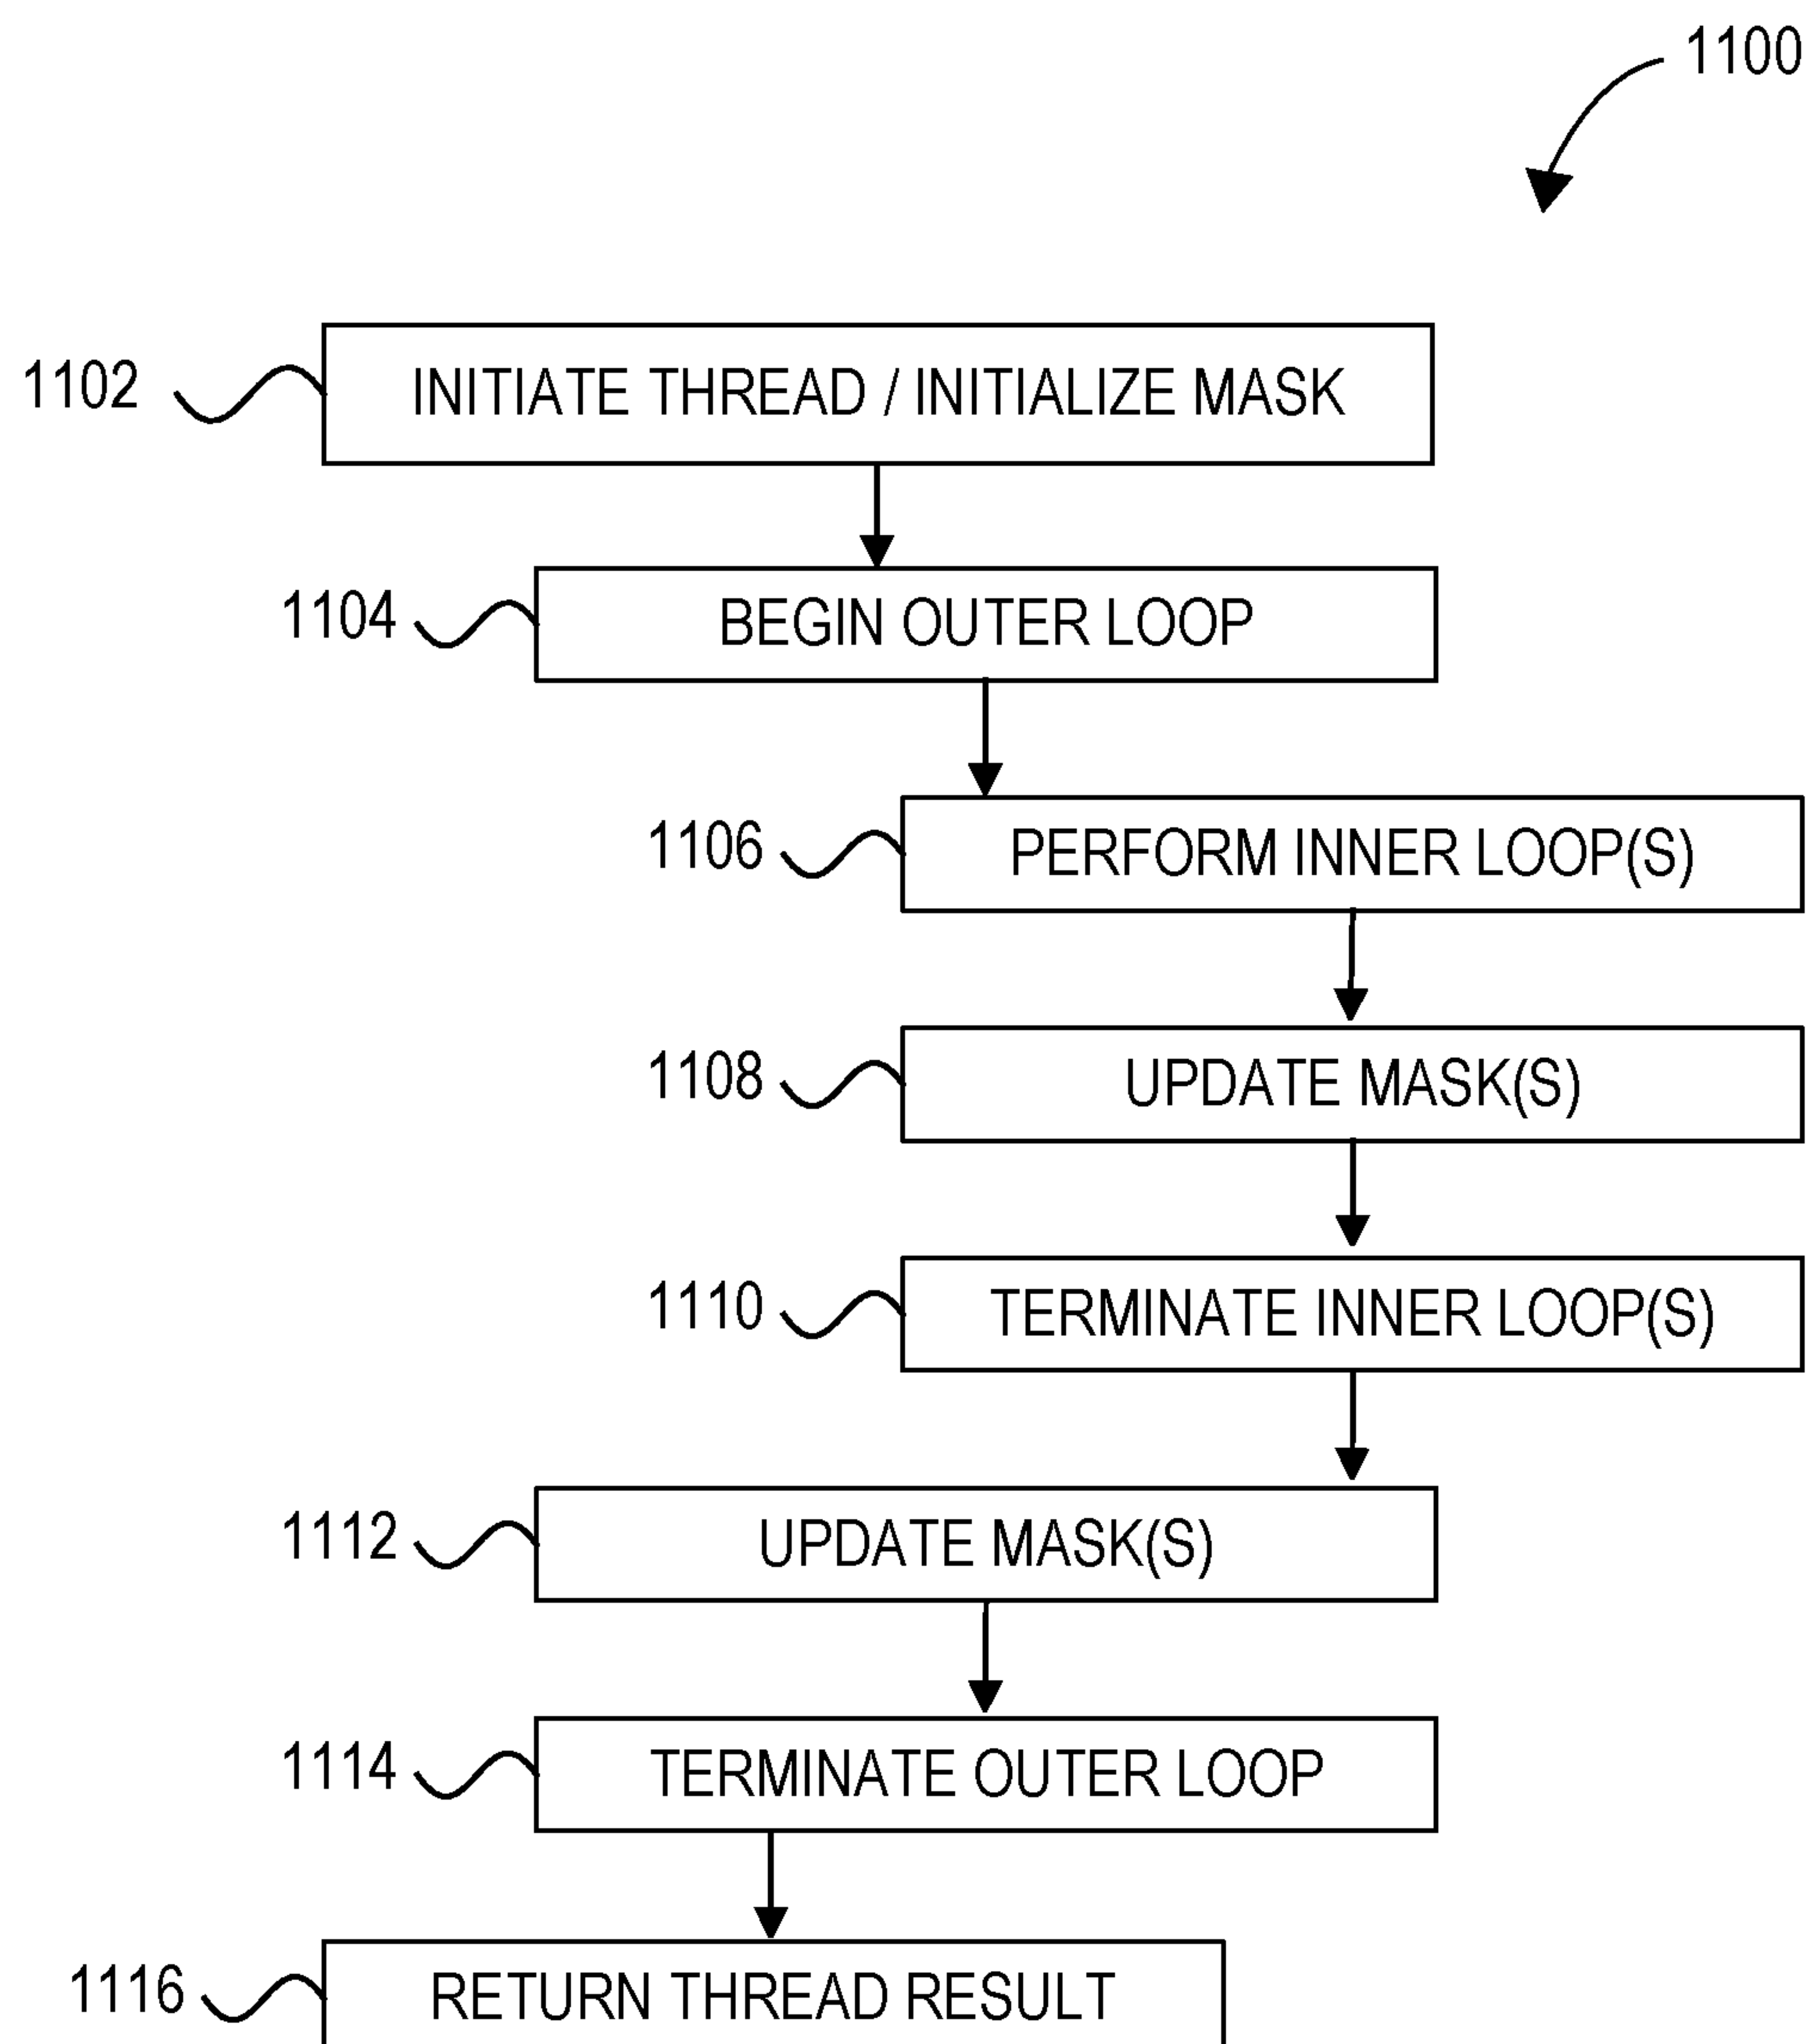 1100
1102 INITIATE THREAD / INITIALIZE MASK
1104 BEGIN OUTER LOOP
1106 PERFORM INNER LOOP(S)
1108 UPDATE MASK(S)
1110 TERMINATE INNER LOOP(S)
1112 UPDATE MASK(S)
1114 TERMINATE OUTER LOOP
1116 RETURN THREAD RESULT